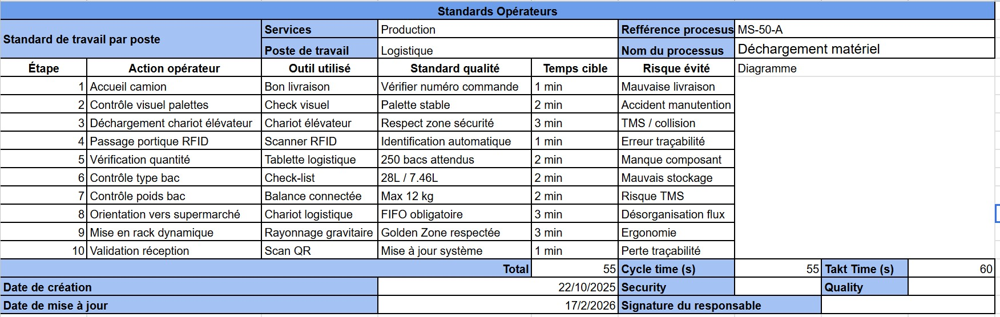 Standards Opérateurs
Standard de travail par poste Services Production Refférence procesus MS-50-A
Poste de travail Logistique Nom du processus Déchargement matériel
Étape Action opérateur Outil utilisé Standard qualité Temps cible Risque évité Diagramme
1 Accueil camion Bon livraison Vérifier numéro commande 1 min Mauvaise livraison
2 Contrôle visuel palettes Check visuel Palette stable 2 min Accident manutention
3 Déchargement chariot élévateur Chariot élévateur Respect zone sécurité 3 min TMS / collision
4 Passage portique RFID Scanner RFID Identification automatique 1 min Erreur traçabilité
5 Vérification quantité Tablette logistique 250 bacs attendus 2 min Manque composant
6 Contrôle type bac Check-list 28L / 7.46L 2 min Mauvais stockage
7 Contrôle poids bac Balance connectée Max 12 kg 2 min Risque TMS
8 Orientation vers supermarché Chariot logistique FIFO obligatoire 3 min Désorganisation flux
9 Mise en rack dynamique Rayonnage gravitaire Golden Zone respectée 3 min Ergonomie
10 Validation réception Scan QR Mise à jour système 1 min Perte traçabilité
Total 55 Cycle time (s) 55 Takt Time (s) 60
Date de création 22/10/2025 Security Quality
Date de mise à jour 17/2/2026 Signature du responsable